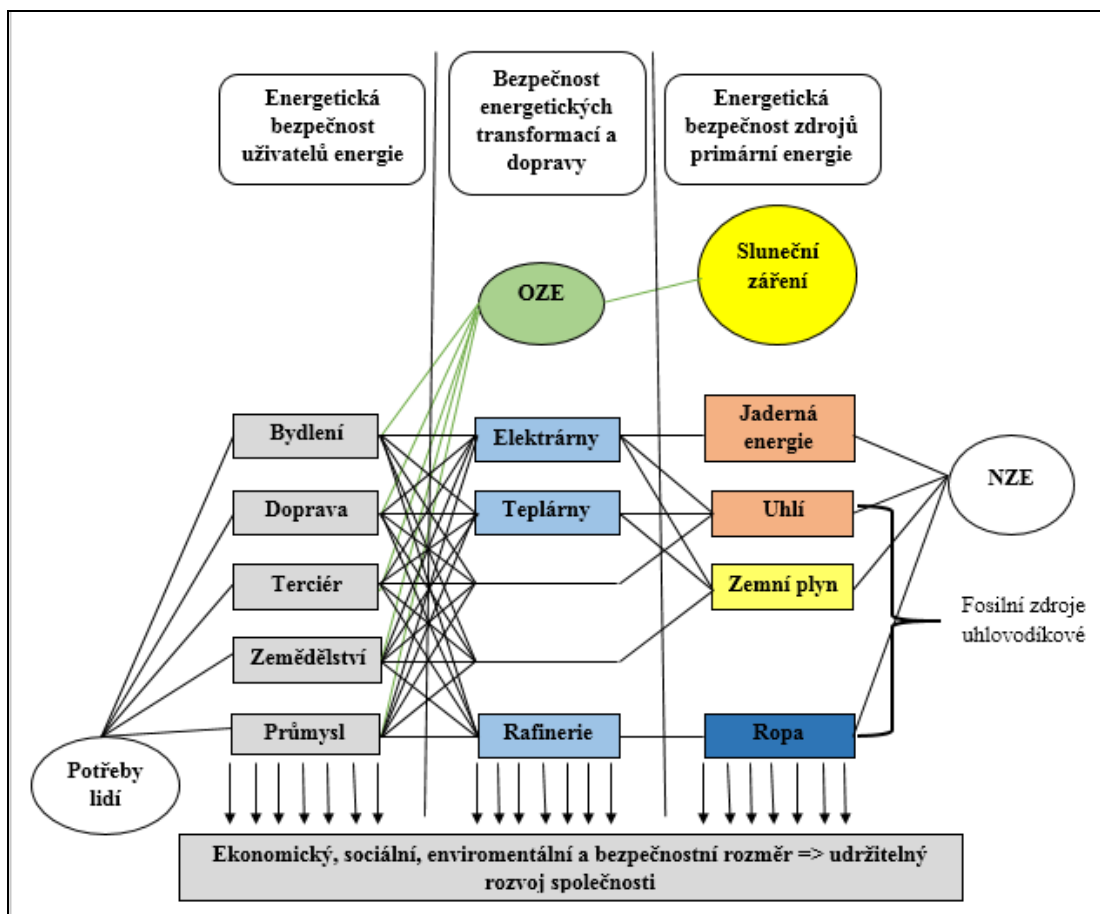 Energetická
bezpečnost
uživatelů energie
Bezpečnost
energetických
transformací a
dopravy
Energetická
bezpečnost zdrojů
primární energie
Sluneční
záření
OZE
Bydlení
Elektrárny
Jaderná
energie
NZE
Doprava
Teplárny
Uhlí
Terciér
Zemní plyn
Fosilní zdroje
uhlovodíkové
Zemědělství
Průmysl
Rafinerie
Ropa
Potřeby
lidí
Ekonomický, sociální, enviromentální a bezpečnostní rozměr => udržitelný
rozvoj společnosti